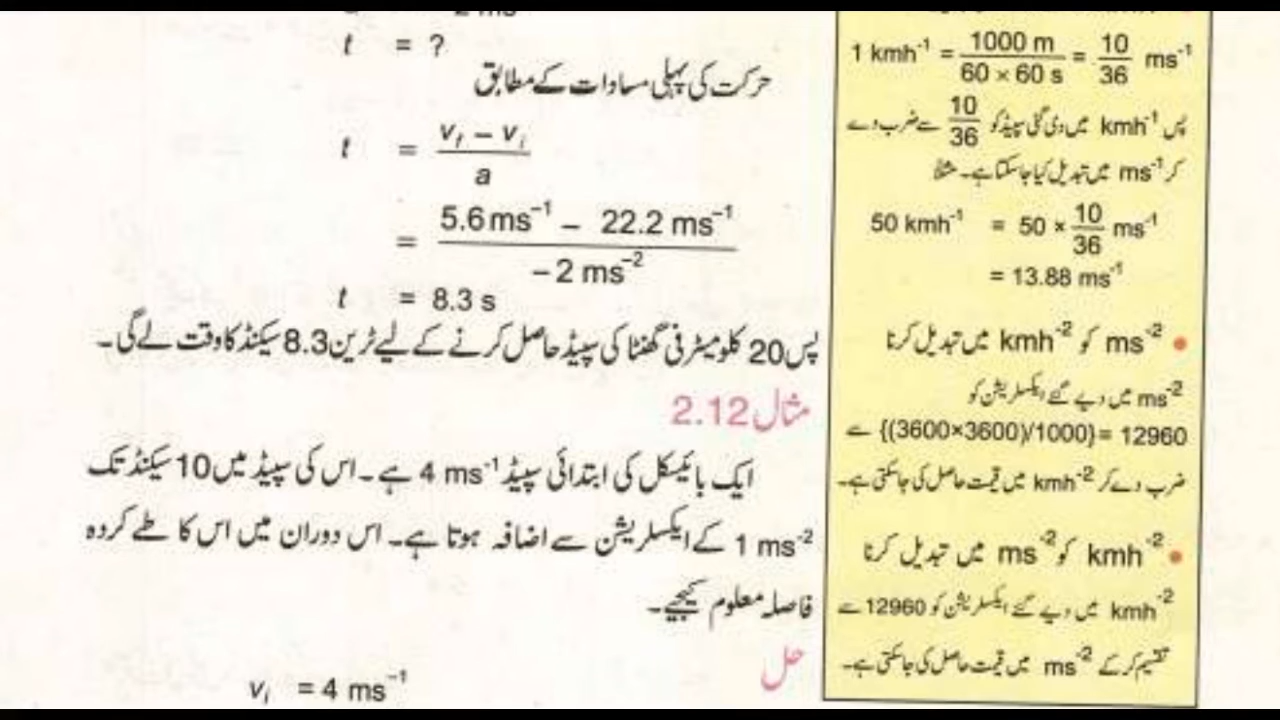 t = ?
حرکت کی پہلی مساوات کے مطابق
t = (v_f – v_i) / a
= (5.6 ms⁻¹ – 22.2 ms⁻¹) / (–2 ms⁻²)
t = 8.3 s
پس 20 کلومیٹر فی گھنٹا کی سپیڈ حاصل کرنے کے لیے ٹرین 8.3 سیکنڈ کا وقت لے گی۔
مثال 2.12
ایک بائیسکل کی ابتدائی سپیڈ 4 ms⁻¹ ہے۔ اس کی سپیڈ میں 10 سیکنڈ تک
1 ms⁻² کے ایکسلریشن سے اضافہ ہوتا ہے۔ اس دوران میں اس کا طے کردہ
فاصلہ معلوم کیجیے۔
حل
v_i = 4 ms⁻¹
1 kmh⁻¹ = 1000 m / 60 × 60 s = 10/36 ms⁻¹
پس kmh⁻¹ میں دی گئی سپیڈ کو 10/36 سے ضرب دے
کر ms⁻¹ میں تبدیل کیا جا سکتا ہے۔ مثلاً
50 kmh⁻¹ = 50 × 10/36 ms⁻¹
= 13.88 ms⁻¹
• ms⁻² کو kmh⁻² میں تبدیل کرنا
ms⁻² میں دیے گئے ایکسلریشن کو
{(3600×3600)/1000} = 12960 سے
ضرب دے کر kmh⁻² میں قیمت حاصل کی جا سکتی ہے۔
• kmh⁻² کو ms⁻² میں تبدیل کرنا
kmh⁻² میں دیے گئے ایکسلریشن کو 12960 سے
تقسیم کر کے ms⁻² میں قیمت حاصل کی جا سکتی ہے۔